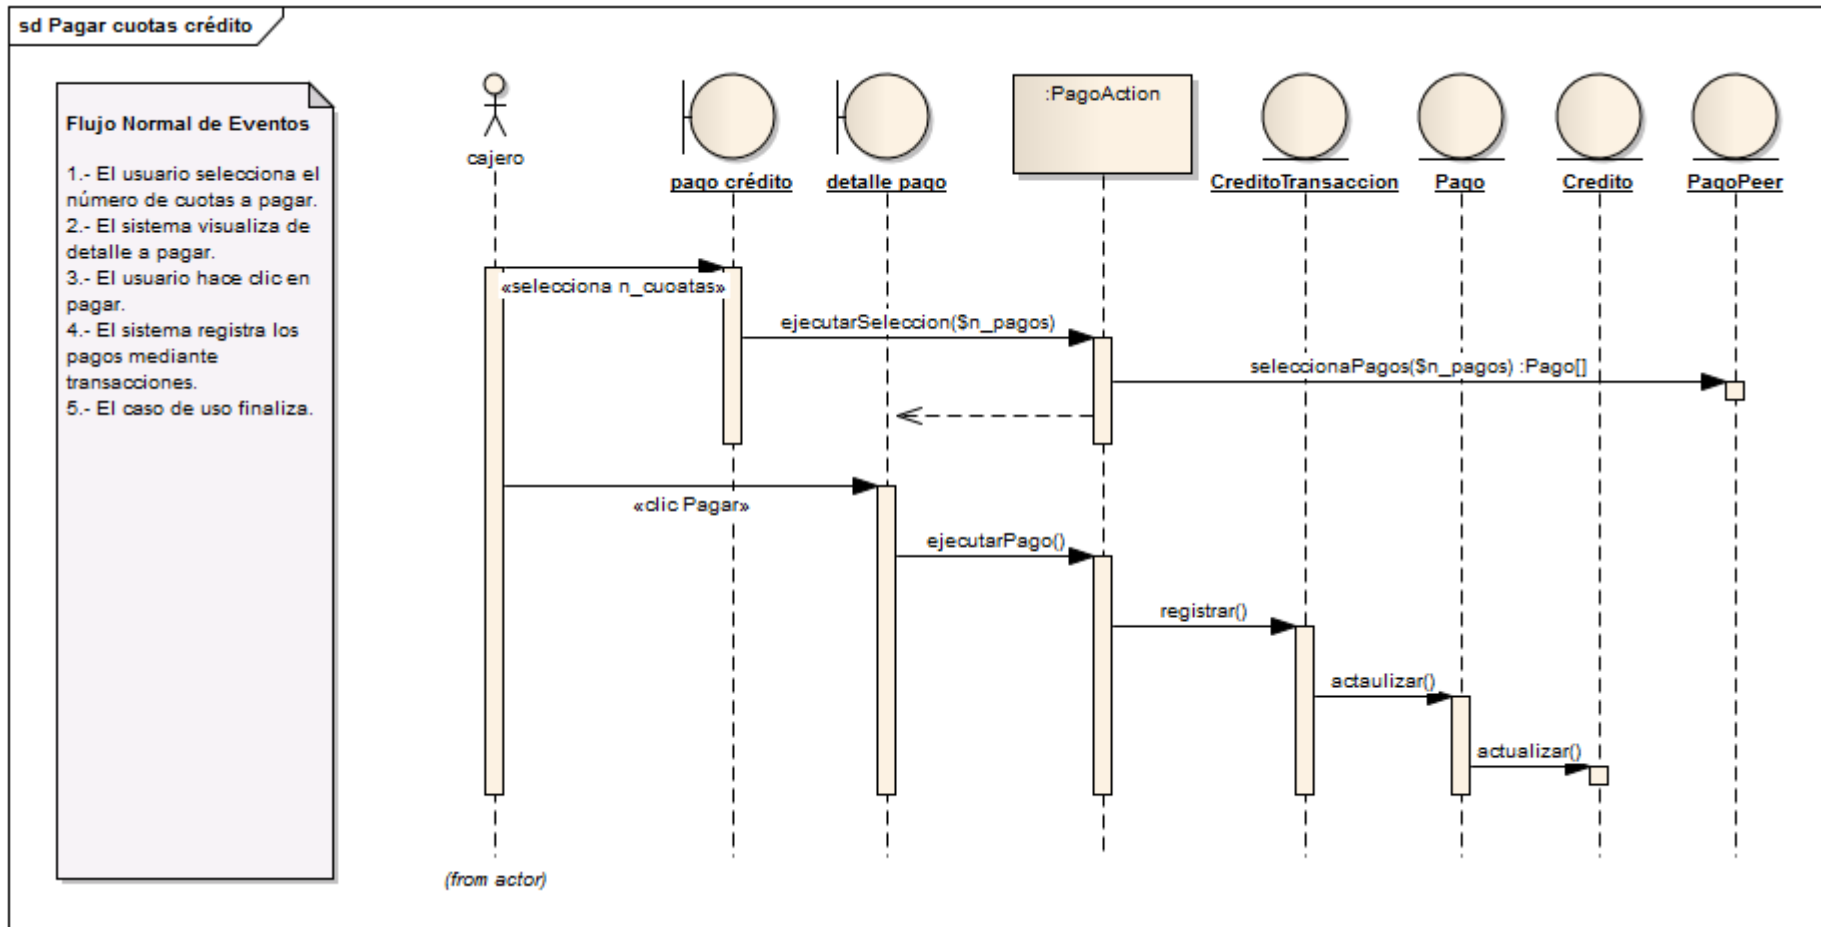 sd Pagar cuotas crédito
Flujo Normal de Eventos
1.- El usuario selecciona el
número de cuotas a pagar.
2.- El sistema visualiza de
detalle a pagar.
3.- El usuario hace clic en
pagar.
4.- El sistema registra los
pagos mediante
transacciones.
5.- El caso de uso finaliza.
cajero
pago crédito
detalle pago
:PagoAction
CreditoTransaccion
Pago
Credito
PagoPeer
«selecciona n_cuoatas»
ejecutarSeleccion($n_pagos)
seleccionaPagos($n_pagos) :Pago[]
«clic Pagar»
ejecutarPago()
registrar()
actaulizar()
actualizar()
(from actor)